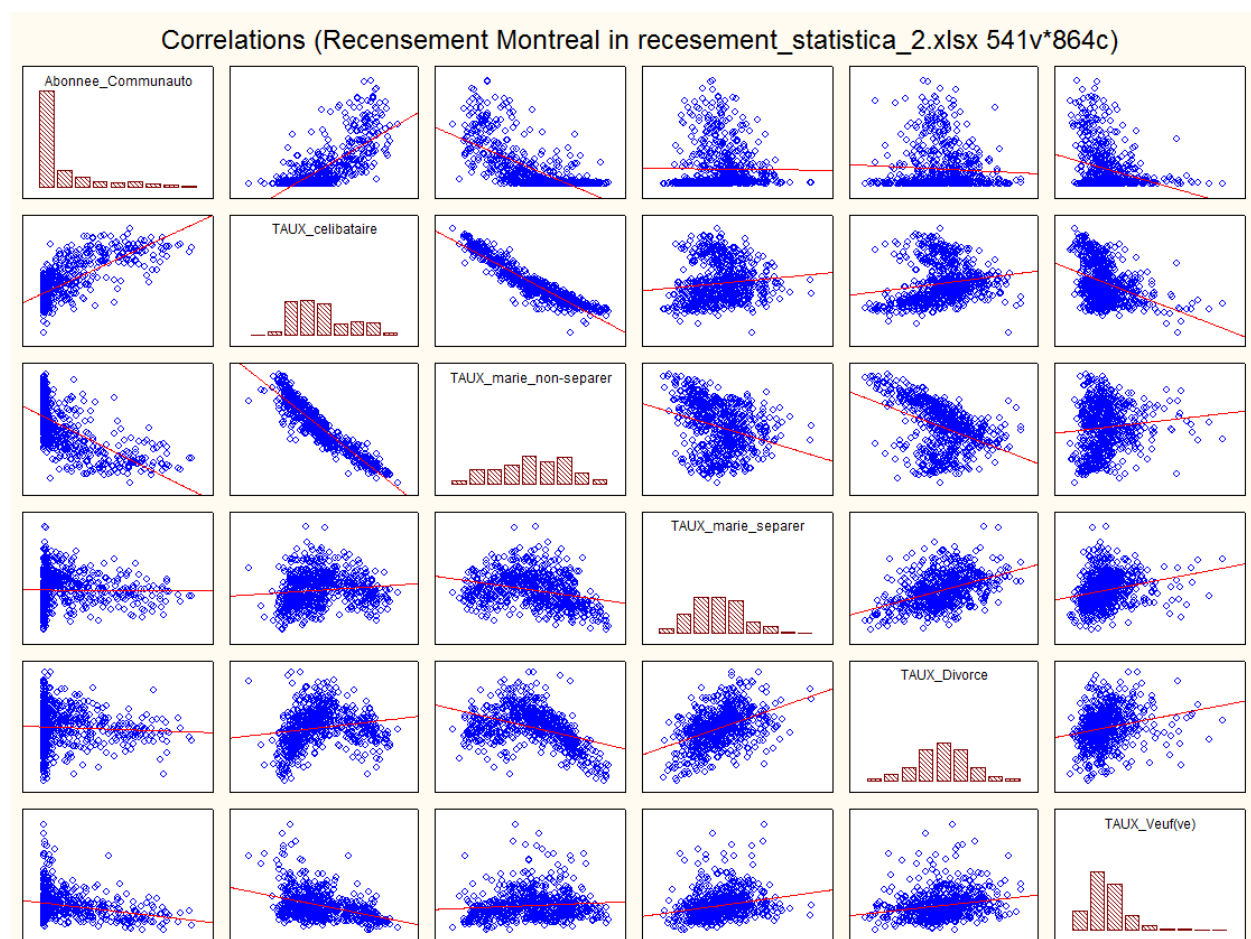 Correlations (Recensement Montreal in recesement_statistica_2.xlsx 541v*864c)
Abonnee_Communauto
TAUX_celibataire
TAUX_marie_non-separer
TAUX_marie_separer
TAUX_Divorce
TAUX_Veuf(ve)